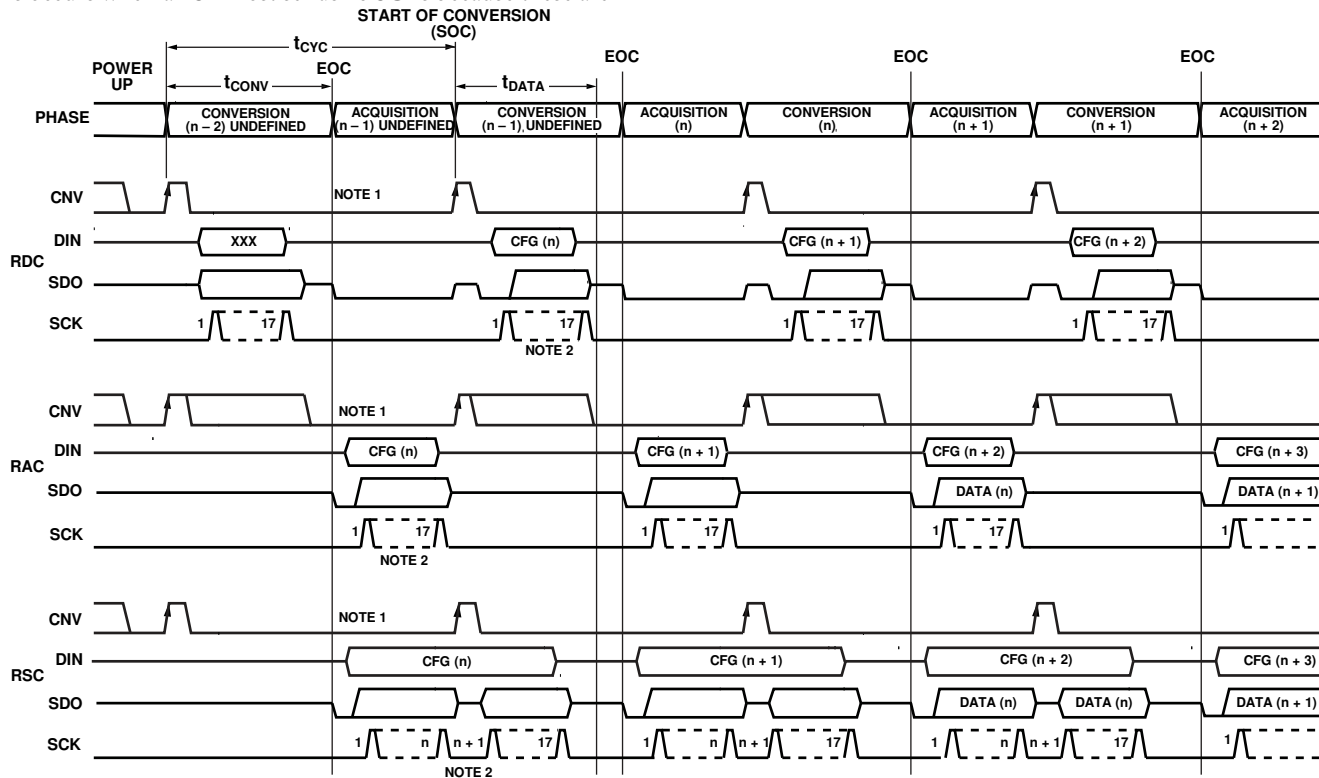 START OF CONVERSION
(SOC)
tCYC
POWER
UP
EOC
EOC
EOC
EOC
tCONV
tDATA
PHASE
CONVERSION
(n – 2) UNDEFINED
ACQUISITION
(n – 1) UNDEFINED
CONVERSION
(n – 1) UNDEFINED
ACQUISITION
(n)
CONVERSION
(n)
ACQUISITION
(n + 1)
CONVERSION
(n + 1)
ACQUISITION
(n + 2)
CNV
NOTE 1
RDC
DIN
XXX
CFG (n)
CFG (n + 1)
CFG (n + 2)
SDO
SCK
1 17
1 17
1 17
1 17
NOTE 2
CNV
NOTE 1
RAC
DIN
CFG (n)
CFG (n + 1)
CFG (n + 2)
CFG (n + 3)
SDO
DATA (n)
DATA (n + 1)
SCK
1 17
1 17
1 17
1
NOTE 2
CNV
NOTE 1
RSC
DIN
CFG (n)
CFG (n + 1)
CFG (n + 2)
CFG (n + 3)
SDO
DATA (n)
DATA (n)
DATA (n + 1)
SCK
1 n n + 1 17
1 n n + 1 17
1 n n + 1 17
1
NOTE 2